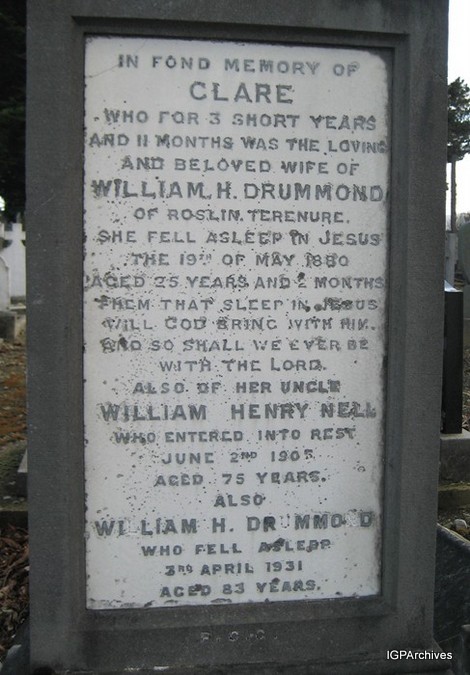 IN FOND MEMORY OF
CLARE
WHO FOR 3 SHORT YEARS
AND 11 MONTHS WAS THE LOVING
AND BELOVED WIFE OF
WILLIAM. H. DRUMMOND
OF ROSLIN. TERENURE.
SHE FELL ASLEEP IN JESUS
THE 19TH OF MAY 1880
AGED 25 YEARS AND 2 MONTHS
THEM THAT SLEEP IN JESUS
WILL GOD BRING WITH HIM.
AND SO SHALL WE EVER BE
WITH THE LORD.
ALSO OF HER UNCLE
WILLIAM HENRY NELL
WHO ENTERED INTO REST
JUNE 2ND
AGED 75 YEARS.
ALSO
WILLIAM H. DRUMMOND
WHO FELL ASLEEP
3RD APRIL 1931
AGED 83 YEARS.
IGPArchives